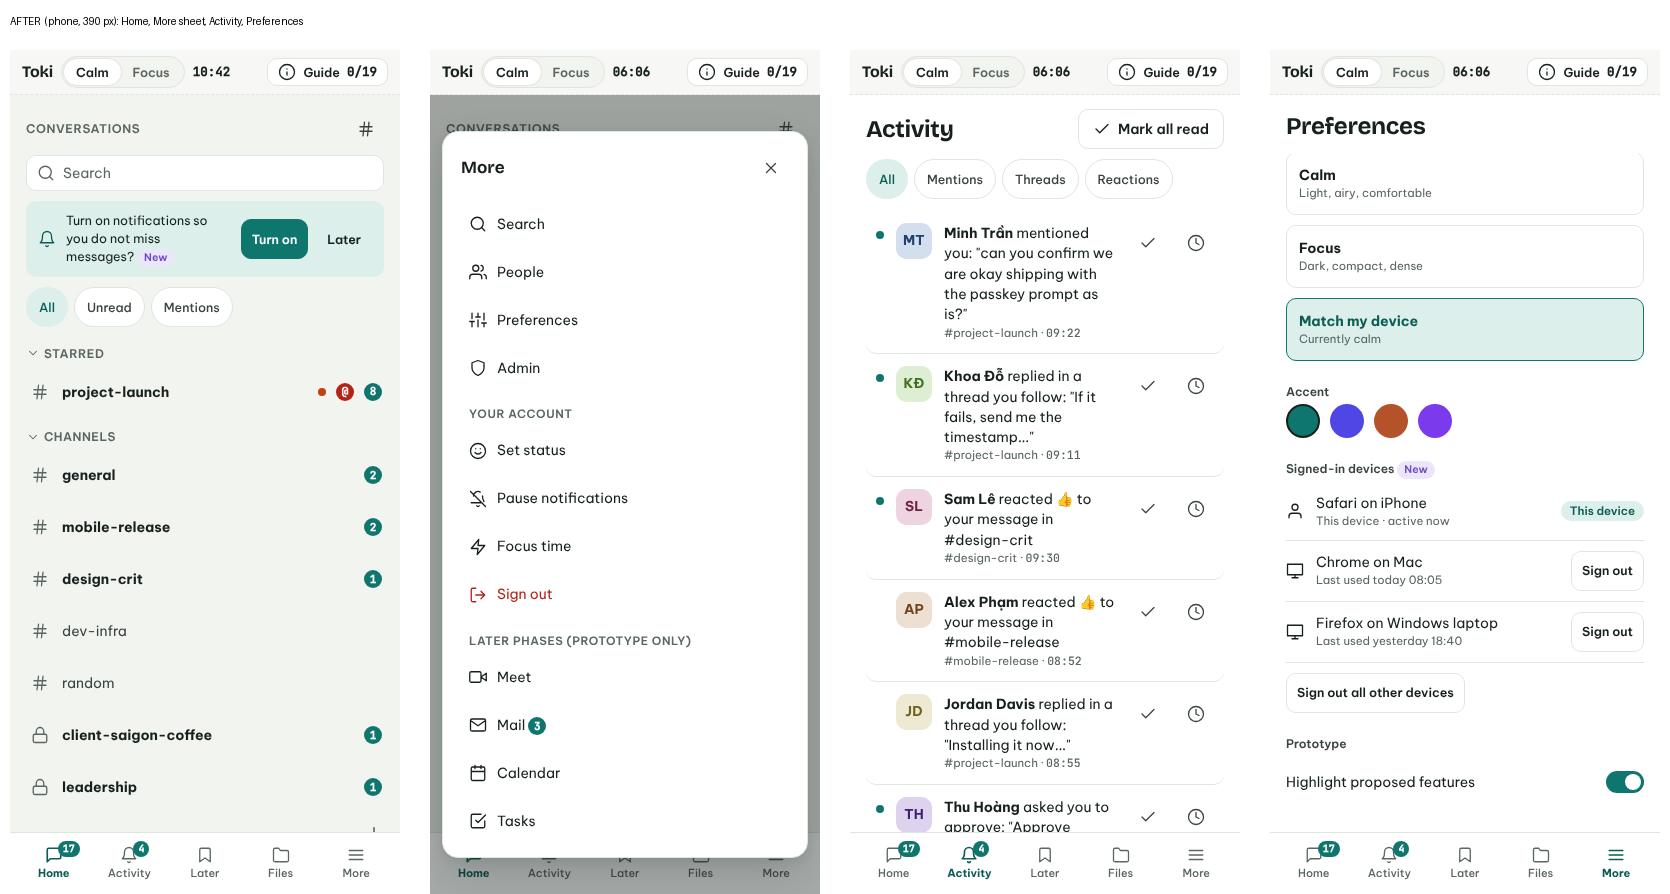 AFTER (phone, 390 px): Home, More sheet, Activity, Preferences
Toki Calm Focus 10:42 Guide 0/19
CONVERSATIONS
Search
Turn on notifications so
you do not miss
messages? New
Turn on Later
All Unread Mentions
STARRED
project-launch @ 8
CHANNELS
general 2
mobile-release 2
design-crit 1
dev-infra
random
client-saigon-coffee 1
leadership 1
17 4
Home Activity Later Files More
Toki Calm Focus 06:06 Guide 0/19
CONVERSATIONS
More
Search
People
Preferences
Admin
YOUR ACCOUNT
Set status
Pause notifications
Focus time
Sign out
LATER PHASES (PROTOTYPE ONLY)
Meet
Mail 3
Calendar
Tasks
Home Activity Later Files More
Toki Calm Focus 06:06 Guide 0/19
Activity Mark all read
All Mentions Threads Reactions
MT Minh Trần mentioned
you: "can you confirm we
are okay shipping with
the passkey prompt as
is?"
#project-launch · 09:22
KĐ Khoa Đỗ replied in a
thread you follow: "If it
fails, send me the
timestamp..."
#project-launch · 09:11
SL Sam Lê reacted 👍 to
your message in
#design-crit
#design-crit · 09:30
AP Alex Phạm reacted 👍 to
your message in
#mobile-release
#mobile-release · 08:52
JD Jordan Davis replied in a
thread you follow:
"Installing it now..."
#project-launch · 08:55
TH Thu Hoàng asked you to
approve: "Approve
17 4
Home Activity Later Files More
Toki Calm Focus 06:06 Guide 0/19
Preferences
Calm
Light, airy, comfortable
Focus
Dark, compact, dense
Match my device
Currently calm
Accent
Signed-in devices New
Safari on iPhone
This device · active now
This device
Chrome on Mac
Last used today 08:05
Sign out
Firefox on Windows laptop
Last used yesterday 18:40
Sign out
Sign out all other devices
Prototype
Highlight proposed features
17 4
Home Activity Later Files More